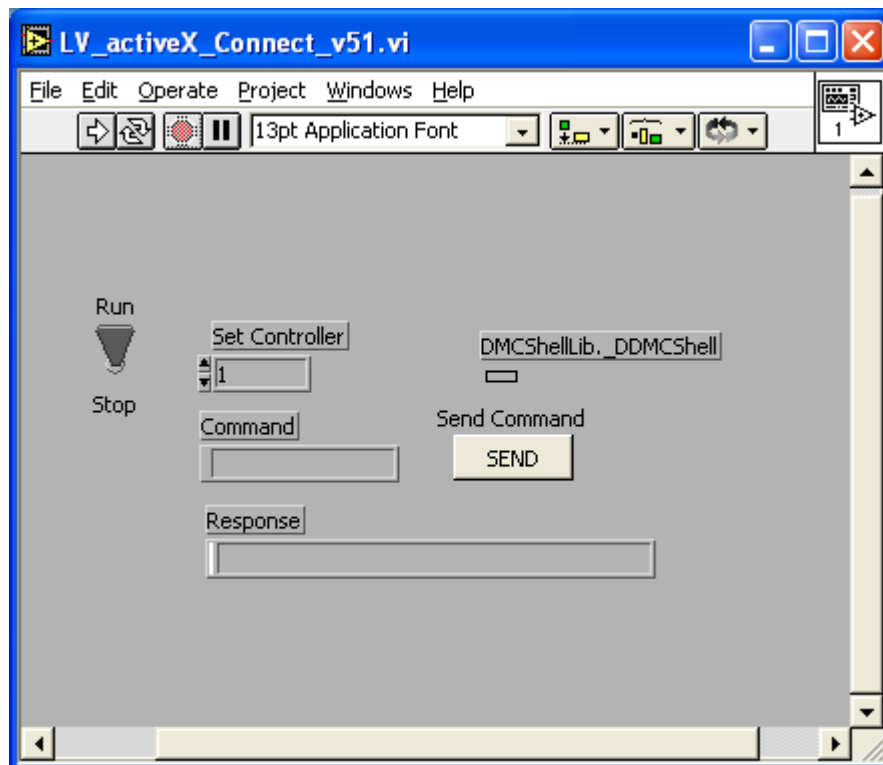 LV_activeX_Connect_v51.vi
File Edit Operate Project Windows Help
13pt Application Font
1
Run
Set Controller
DMCShellLib._DDMCShell
1
Stop
Send Command
Command
SEND
Response